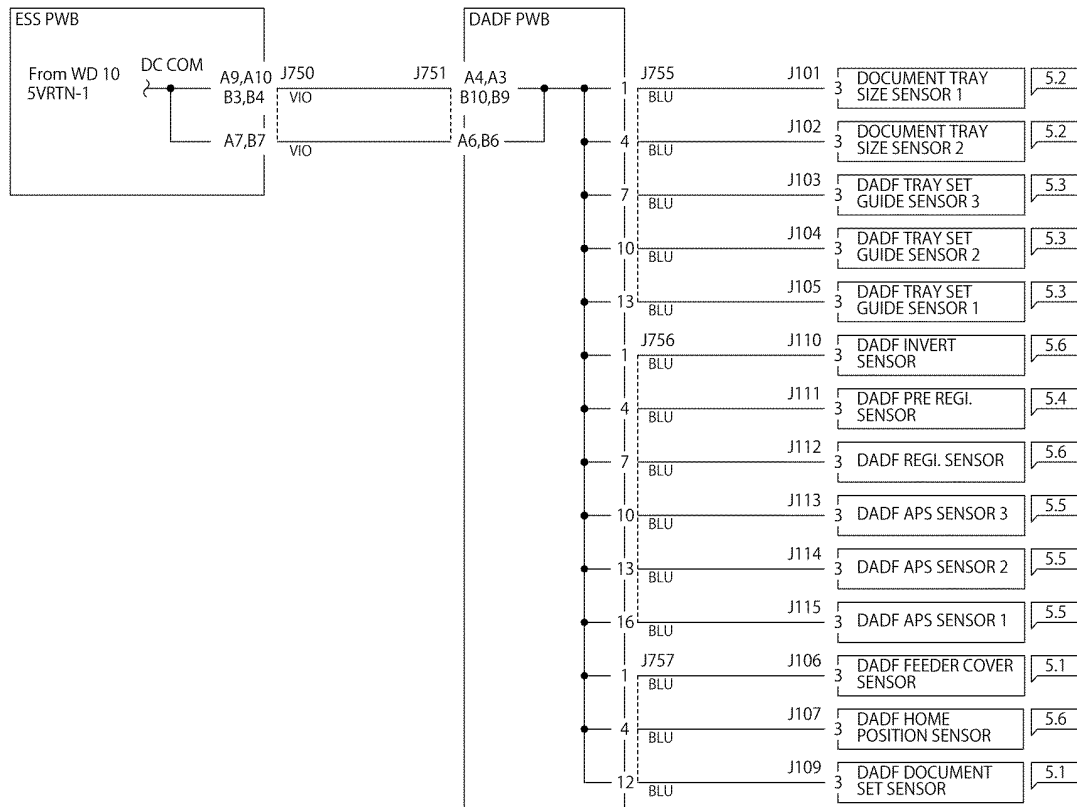 ESS PWB
DADF PWB
From WD 10
5VRTN-1
DC COM
A9,A10
B3,B4
J750
VIO
J751
A4,A3
B10,B9
A7,B7
VIO
A6,B6
1
J755
BLU
J101
3
DOCUMENT TRAY
SIZE SENSOR 1
5.2
4
BLU
J102
3
DOCUMENT TRAY
SIZE SENSOR 2
5.2
7
BLU
J103
3
DADF TRAY SET
GUIDE SENSOR 3
5.3
10
BLU
J104
3
DADF TRAY SET
GUIDE SENSOR 2
5.3
13
BLU
J105
3
DADF TRAY SET
GUIDE SENSOR 1
5.3
1
J756
BLU
J110
3
DADF INVERT
SENSOR
5.6
4
BLU
J111
3
DADF PRE REGI.
SENSOR
5.4
7
BLU
J112
3
DADF REGI. SENSOR
5.6
10
BLU
J113
3
DADF APS SENSOR 3
5.5
13
BLU
J114
3
DADF APS SENSOR 2
5.5
16
BLU
J115
3
DADF APS SENSOR 1
5.5
1
J757
BLU
J106
3
DADF FEEDER COVER
SENSOR
5.1
4
BLU
J107
3
DADF HOME
POSITION SENSOR
5.6
12
BLU
J109
3
DADF DOCUMENT
SET SENSOR
5.1